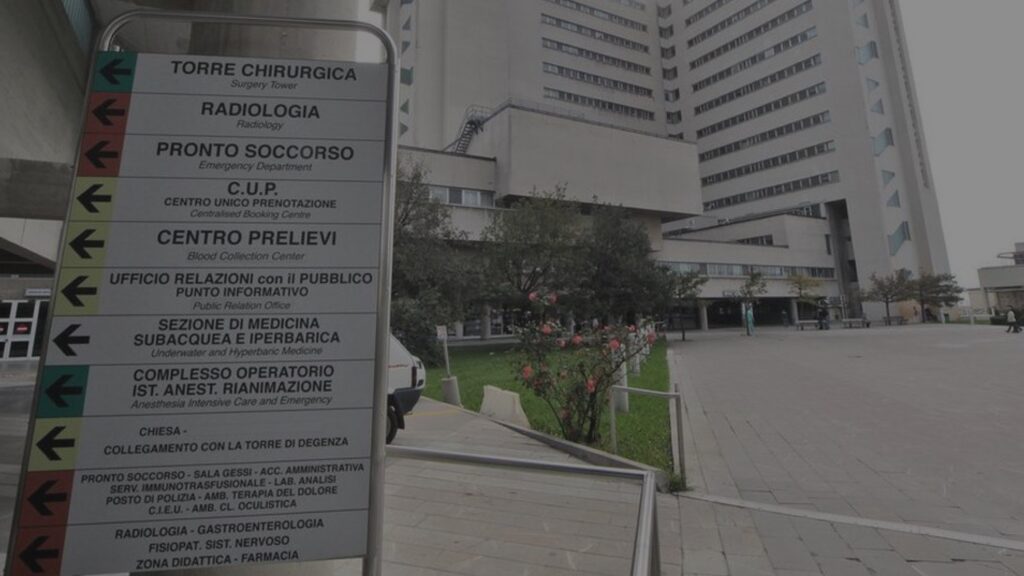 TORRE CHIRURGICA
Surgery Tower
RADIOLOGIA
Radiology
PRONTO SOCCORSO
Emergency Department
C.U.P.
CENTRO UNICO PRENOTAZIONE
Centralised Booking Centre
CENTRO PRELIEVI
Blood Collection Center
UFFICIO RELAZIONI con il PUBBLICO
PUNTO INFORMATIVO
Public Relation Office
SEZIONE DI MEDICINA
SUBACQUEA E IPERBARICA
Underwater and Hyperbaric Medicine
COMPLESSO OPERATORIO
IST. ANEST. RIANIMAZIONE
Anesthesia Intensive Care and Emergency
CHIESA -
COLLEGAMENTO CON LA TORRE DI DEGENZA
PRONTO SOCCORSO - SALA GESSI - ACC. AMMINISTRATIVA
SERV. IMMUNOTRASFUSIONALE - LAB. ANALISI
POSTO DI POLIZIA - AMB. TERAPIA DEL DOLORE
C.I.E.U. - AMB. CL. OCULISTICA
RADIOLOGIA - GASTROENTEROLOGIA
FISIOPAT. SIST. NERVOSO
ZONA DIDATTICA - FARMACIA